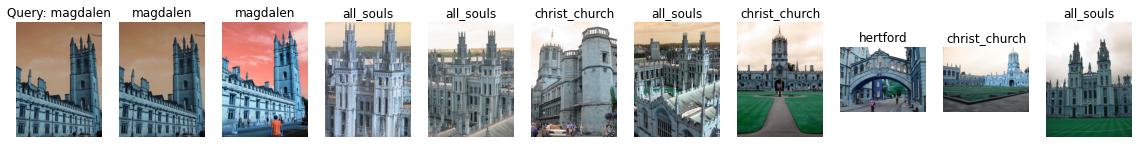 Query: magdalen
magdalen
magdalen
all_souls
all_souls
christ_church
all_souls
christ_church
hertford
christ_church
all_souls